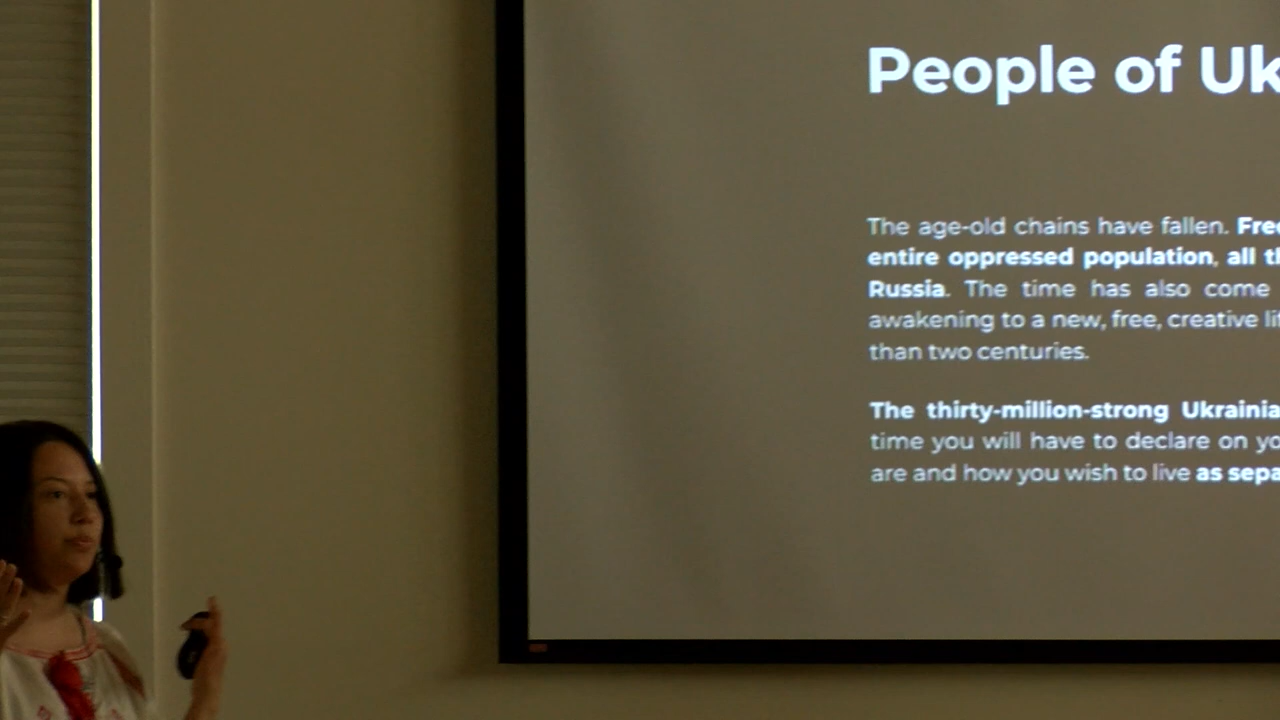 People of Uk
The age-old chains have fallen. Free
entire oppressed population, all th
Russia. The time has also come
awakening to a new, free, creative li
than two centuries.
The thirty-million-strong Ukrainia
time you will have to declare on yo
are and how you wish to live as sepa